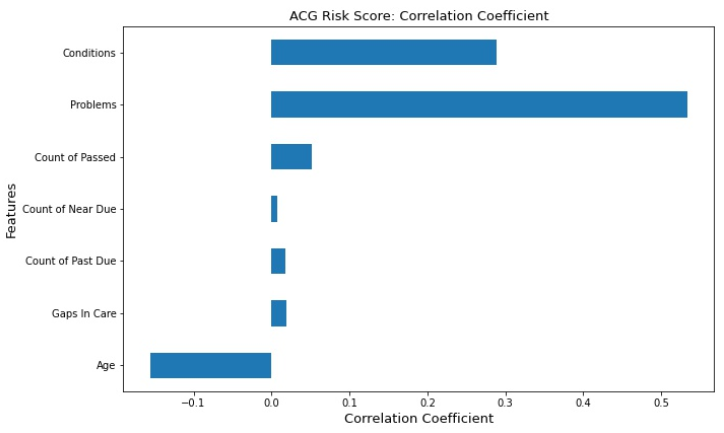 ACG Risk Score: Correlation Coefficient
Conditions
Problems
Count of Passed
Count of Near Due
Count of Past Due
Gaps In Care
Age
Features
−0.1 0.0 0.1 0.2 0.3 0.4 0.5
Correlation Coefficient